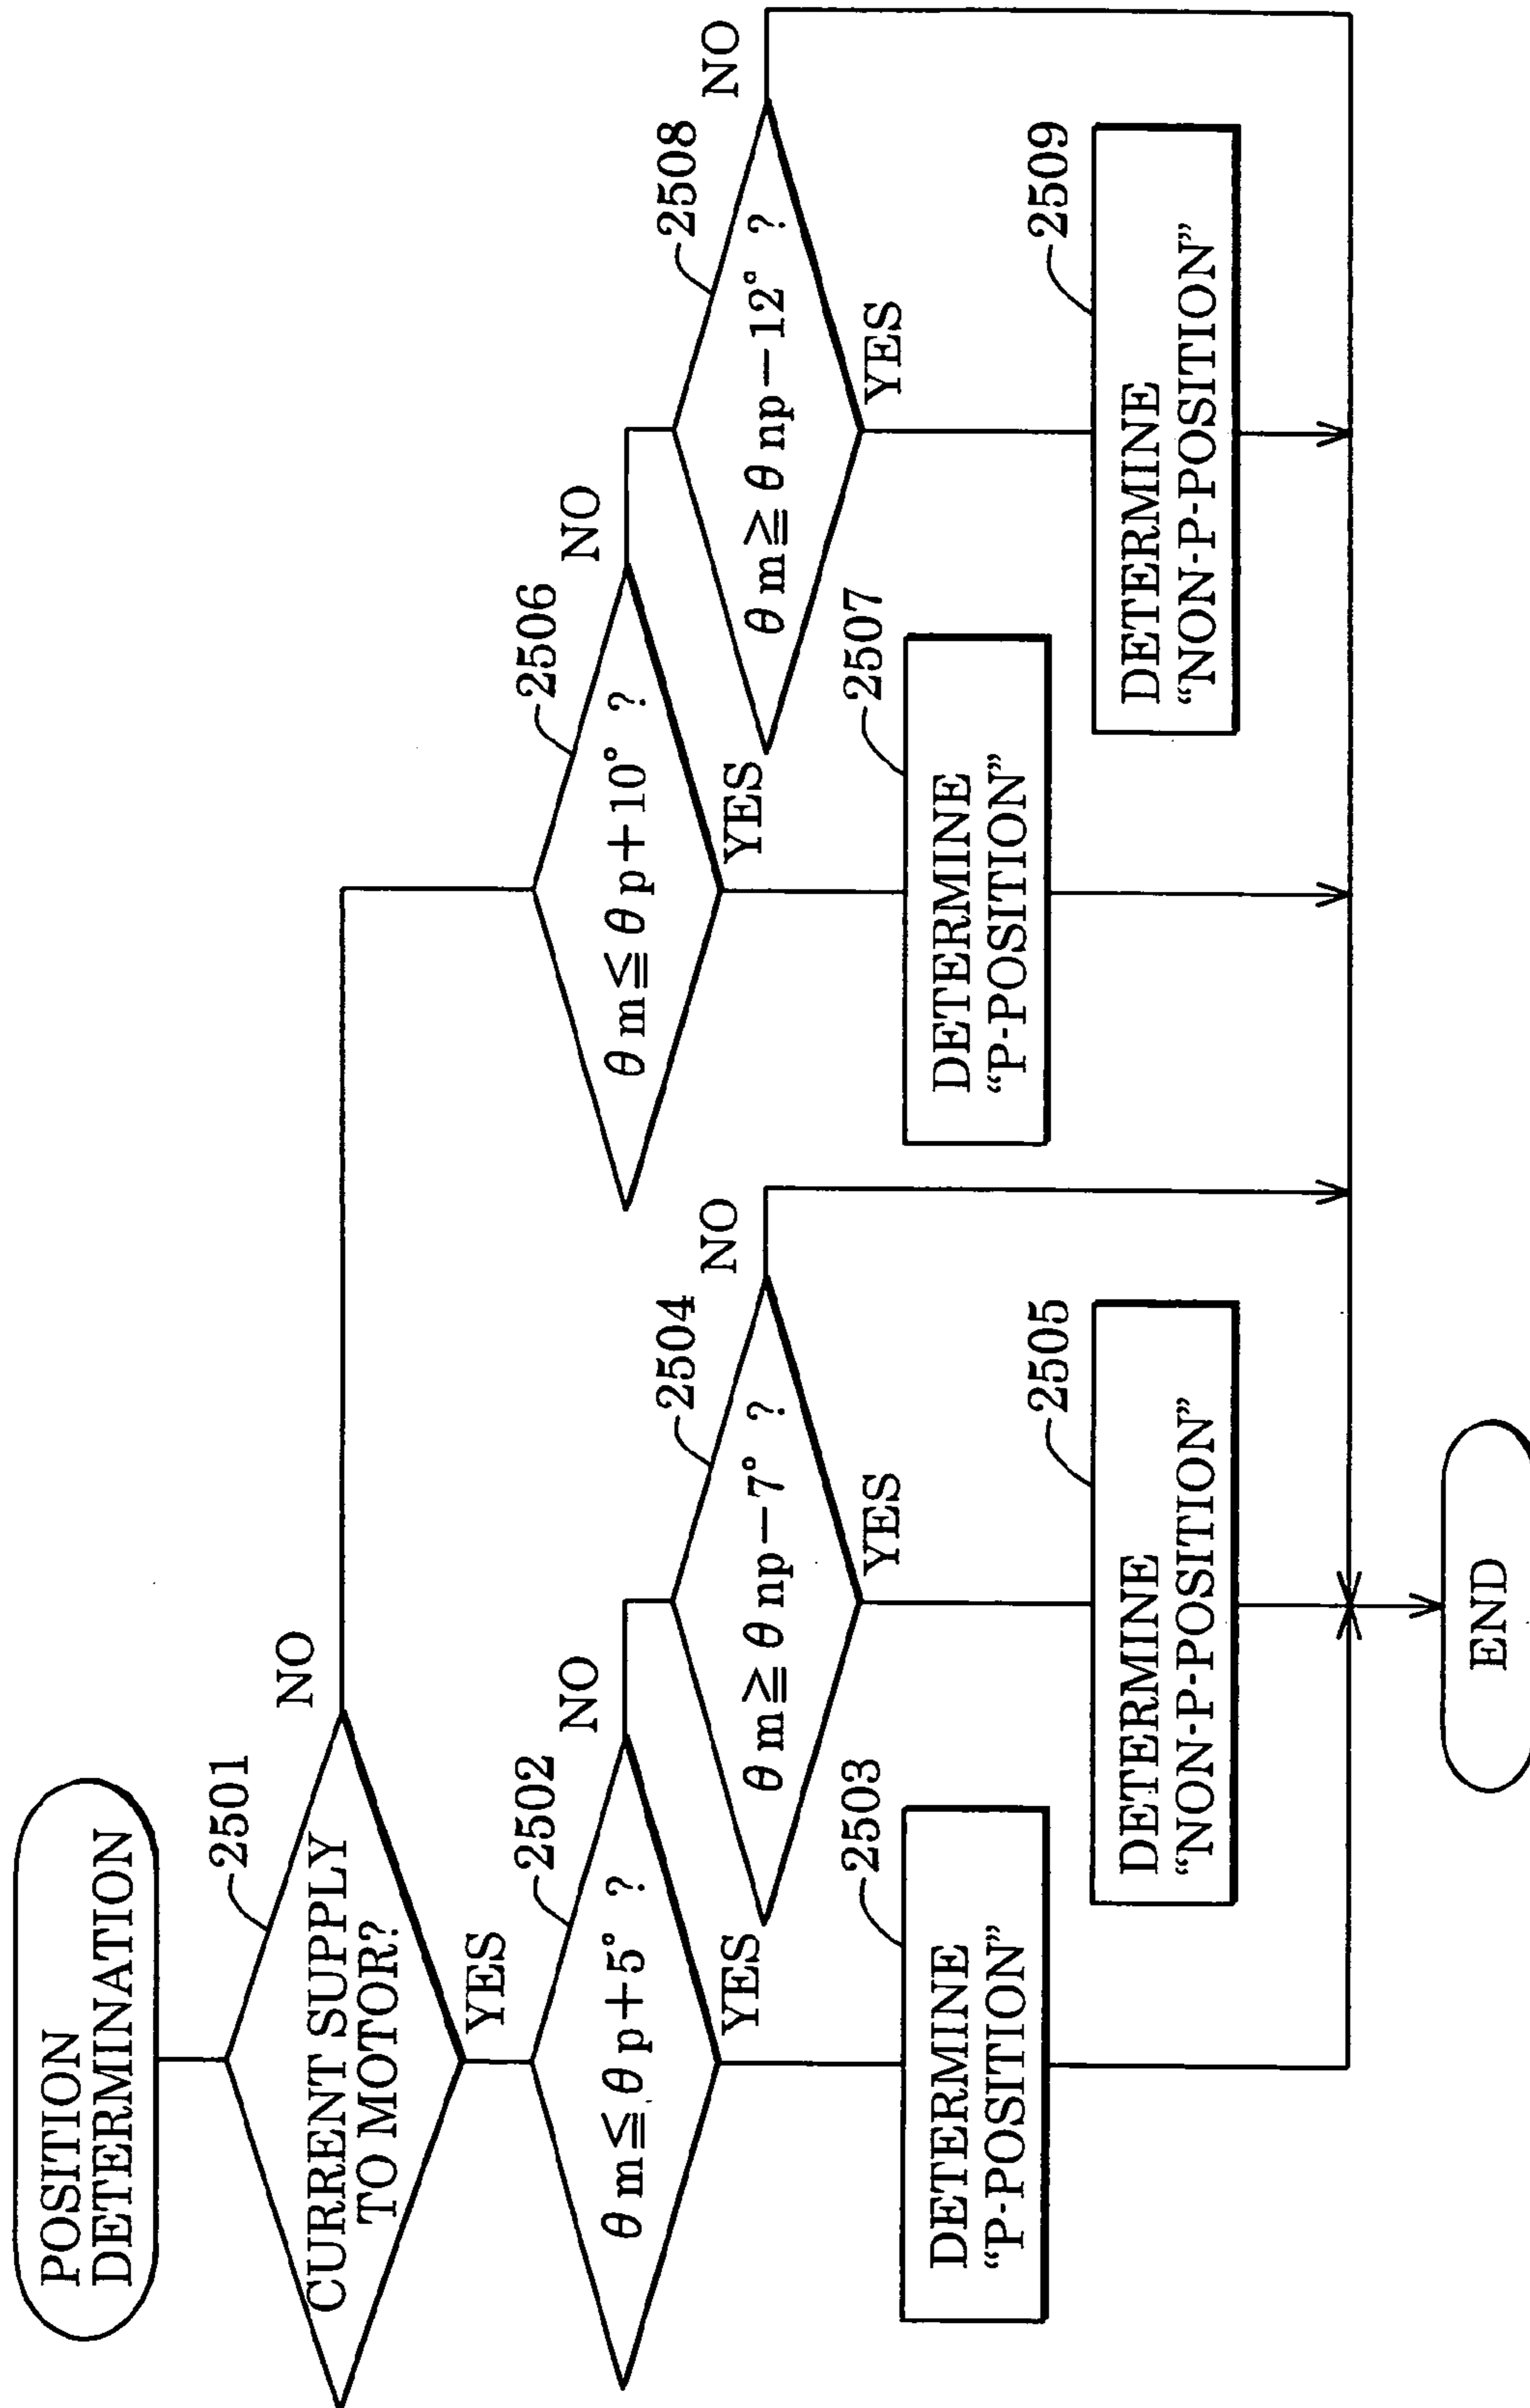 POSITION
DETERMINATION
2501
CURRENT SUPPLY
TO MOTOR?
NO
YES
2502
θ m≦θ p+5° ?
NO
YES
2503
DETERMINE
“P-POSITION”
2504
θ m≧θ np−7° ?
NO
YES
2505
DETERMINE
“NON-P-POSITION”
2506
θ m≦θ p+10° ?
NO
YES
2507
DETERMINE
“P-POSITION”
2508
θ m≧θ np−12° ?
NO
YES
2509
DETERMINE
“NON-P-POSITION”
END